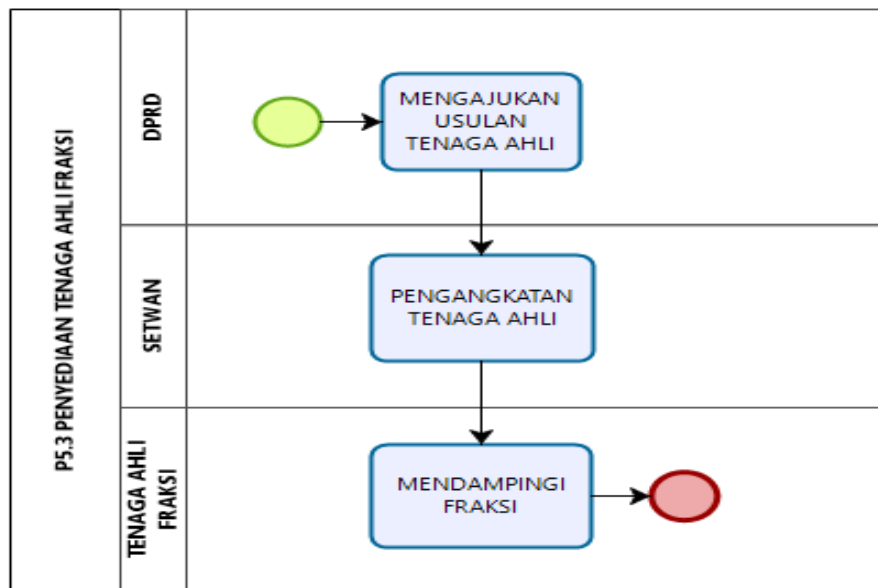 P5.3 PENYEDIAAN TENAGA AHLI FRAKSI
DPRD
MENGAJUKAN
USULAN
TENAGA AHLI
SETWAN
PENGANGKATAN
TENAGA AHLI
TENAGA AHLI
FRAKSI
MENDAMPINGI
FRAKSI